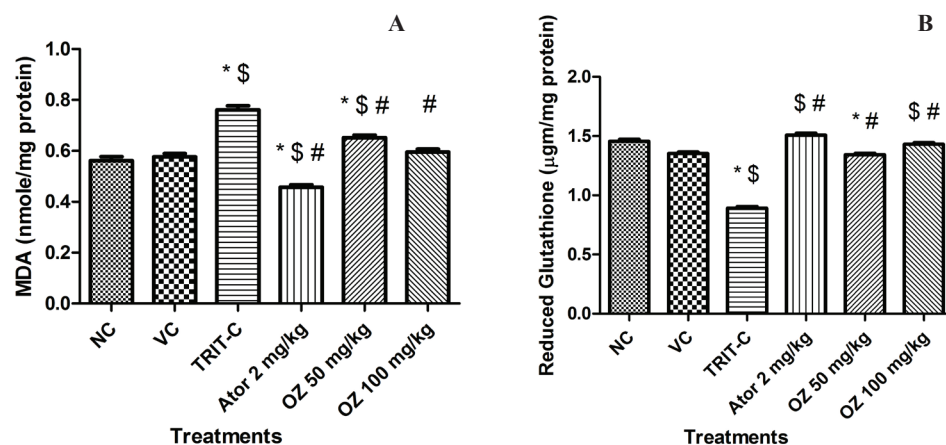 A
MDA (nmole/mg protein)
1.0
0.8
0.6
0.4
0.2
0.0
* $
* $ #
* $ #
#
NC
VC
TRIT-C
Ator 2 mg/kg
OZ 50 mg/kg
OZ 100 mg/kg
Treatments
B
Reduced Glutathione (μgm/mg protein)
2.0
1.5
1.0
0.5
0.0
* $
$ #
* #
$ #
NC
VC
TRIT-C
Ator 2 mg/kg
OZ 50 mg/kg
OZ 100 mg/kg
Treatments